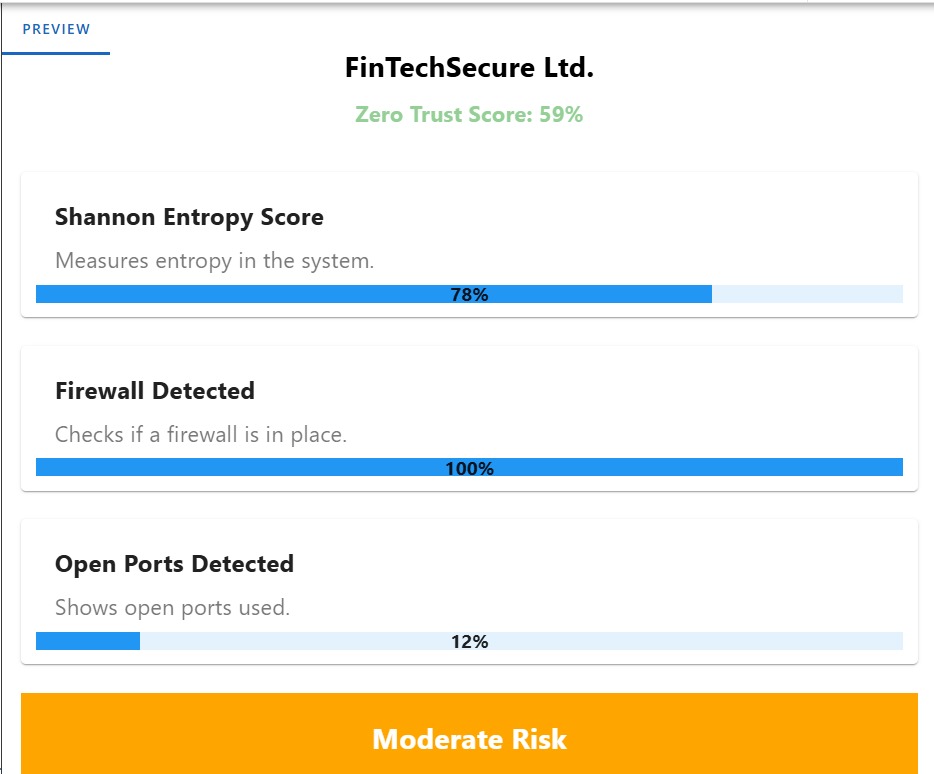 PREVIEW
FinTechSecure Ltd.
Zero Trust Score: 59%
Shannon Entropy Score
Measures entropy in the system.
78%
Firewall Detected
Checks if a firewall is in place.
100%
Open Ports Detected
Shows open ports used.
12%
Moderate Risk